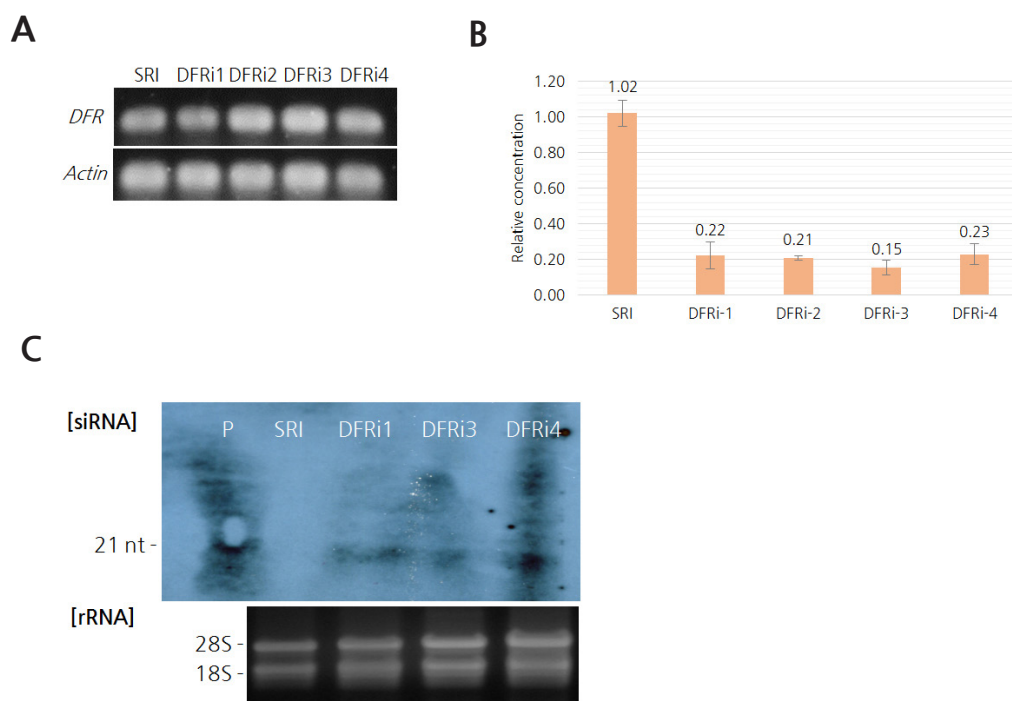 A
SRI DFRi1 DFRi2 DFRi3 DFRi4
DFR
Actin
B
Relative concentration
1.20
1.00
0.80
0.60
0.40
0.20
0.00
1.02
0.22
0.21
0.15
0.23
SRI DFRi-1 DFRi-2 DFRi-3 DFRi-4
C
[siRNA]
P SRI DFRi1 DFRi3 DFRi4
21 nt -
[rRNA]
28S -
18S -